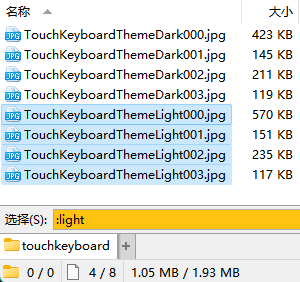 名称 大小
TouchKeyboardThemeDark000.jpg 423 KB
TouchKeyboardThemeDark001.jpg 145 KB
TouchKeyboardThemeDark002.jpg 211 KB
TouchKeyboardThemeDark003.jpg 119 KB
TouchKeyboardThemeLight000.jpg 570 KB
TouchKeyboardThemeLight001.jpg 151 KB
TouchKeyboardThemeLight002.jpg 235 KB
TouchKeyboardThemeLight003.jpg 117 KB
选择(S): :light
touchkeyboard +
0 / 0 4 / 8 1.05 MB / 1.93 MB